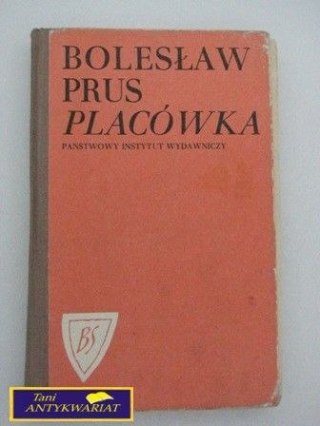 BOLESŁAW
PRUS
PLACÓWKA
PAŃSTWOWY INSTYTUT WYDAWNICZY
BS
Tani
ANTYKWARIAT